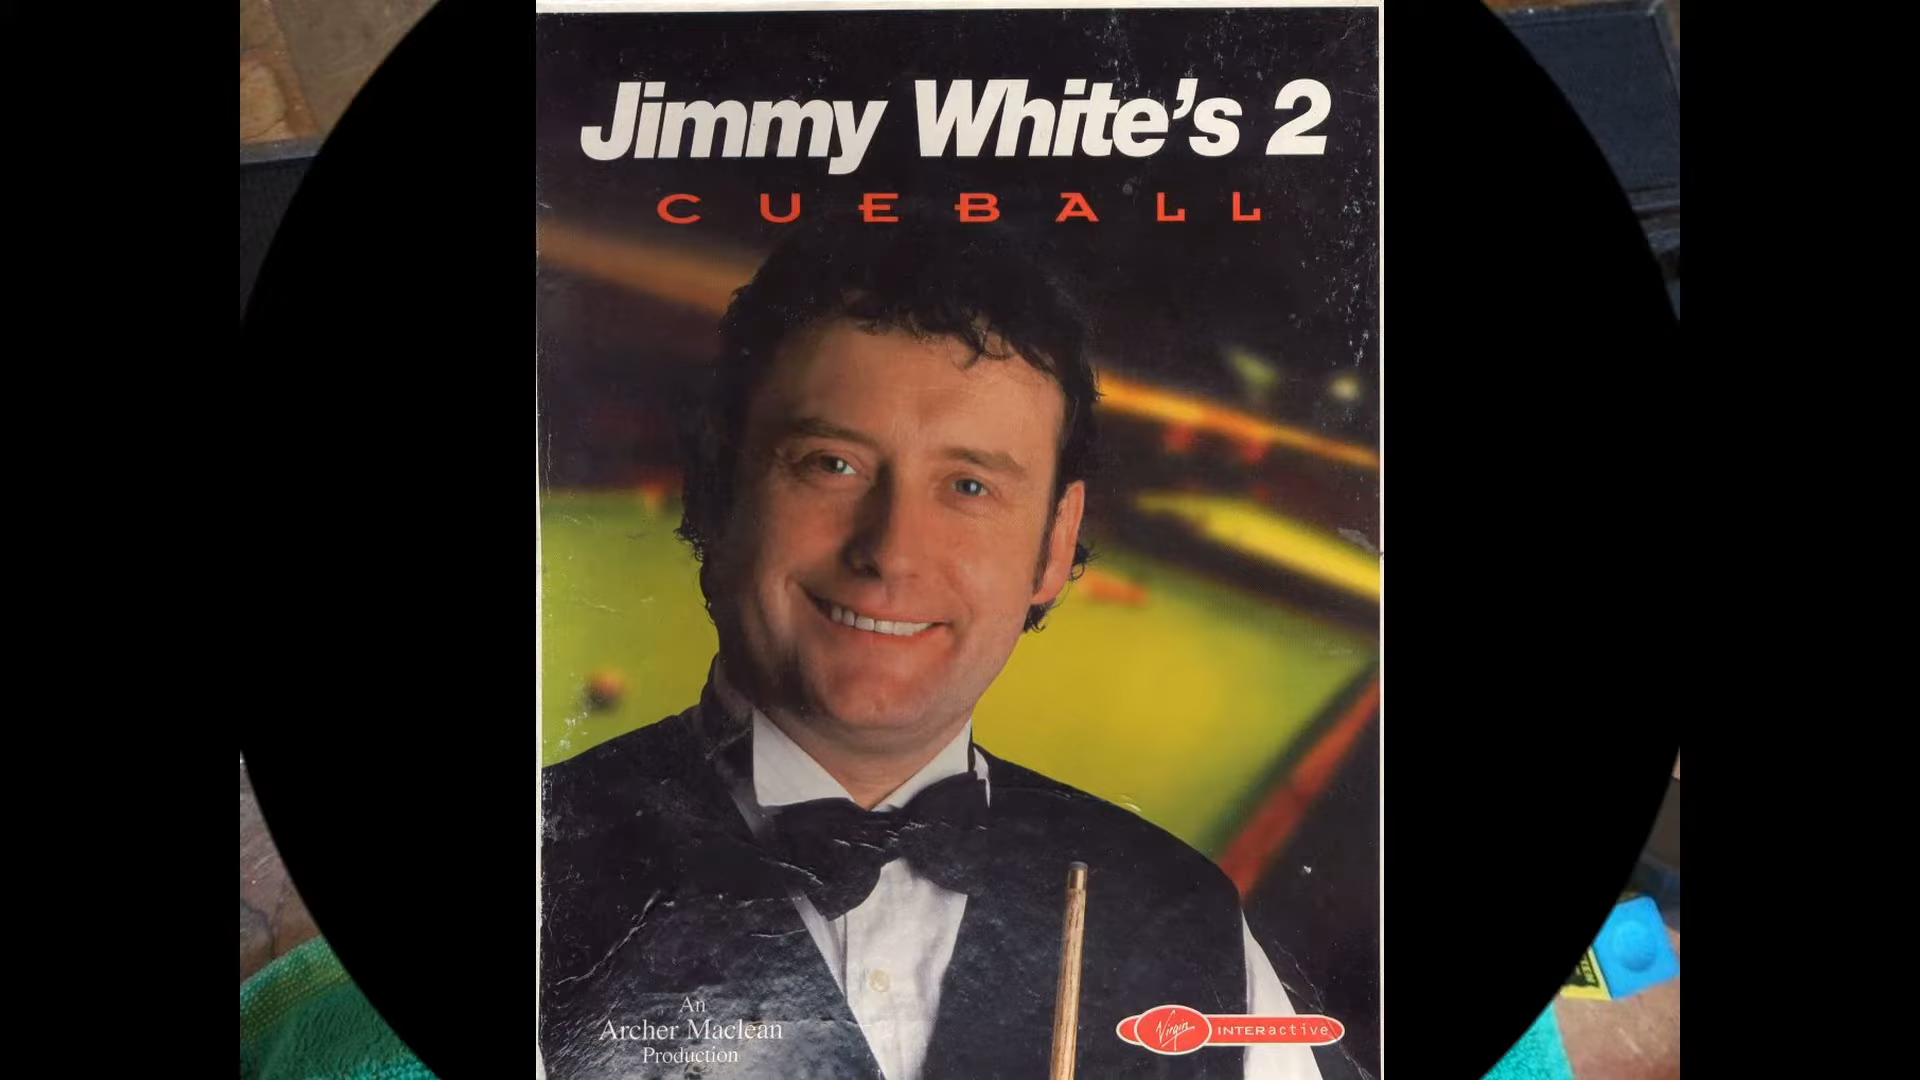 Jimmy White's 2
CUEBALL
An
Archer Maclean
Production
Virgin INTERactive